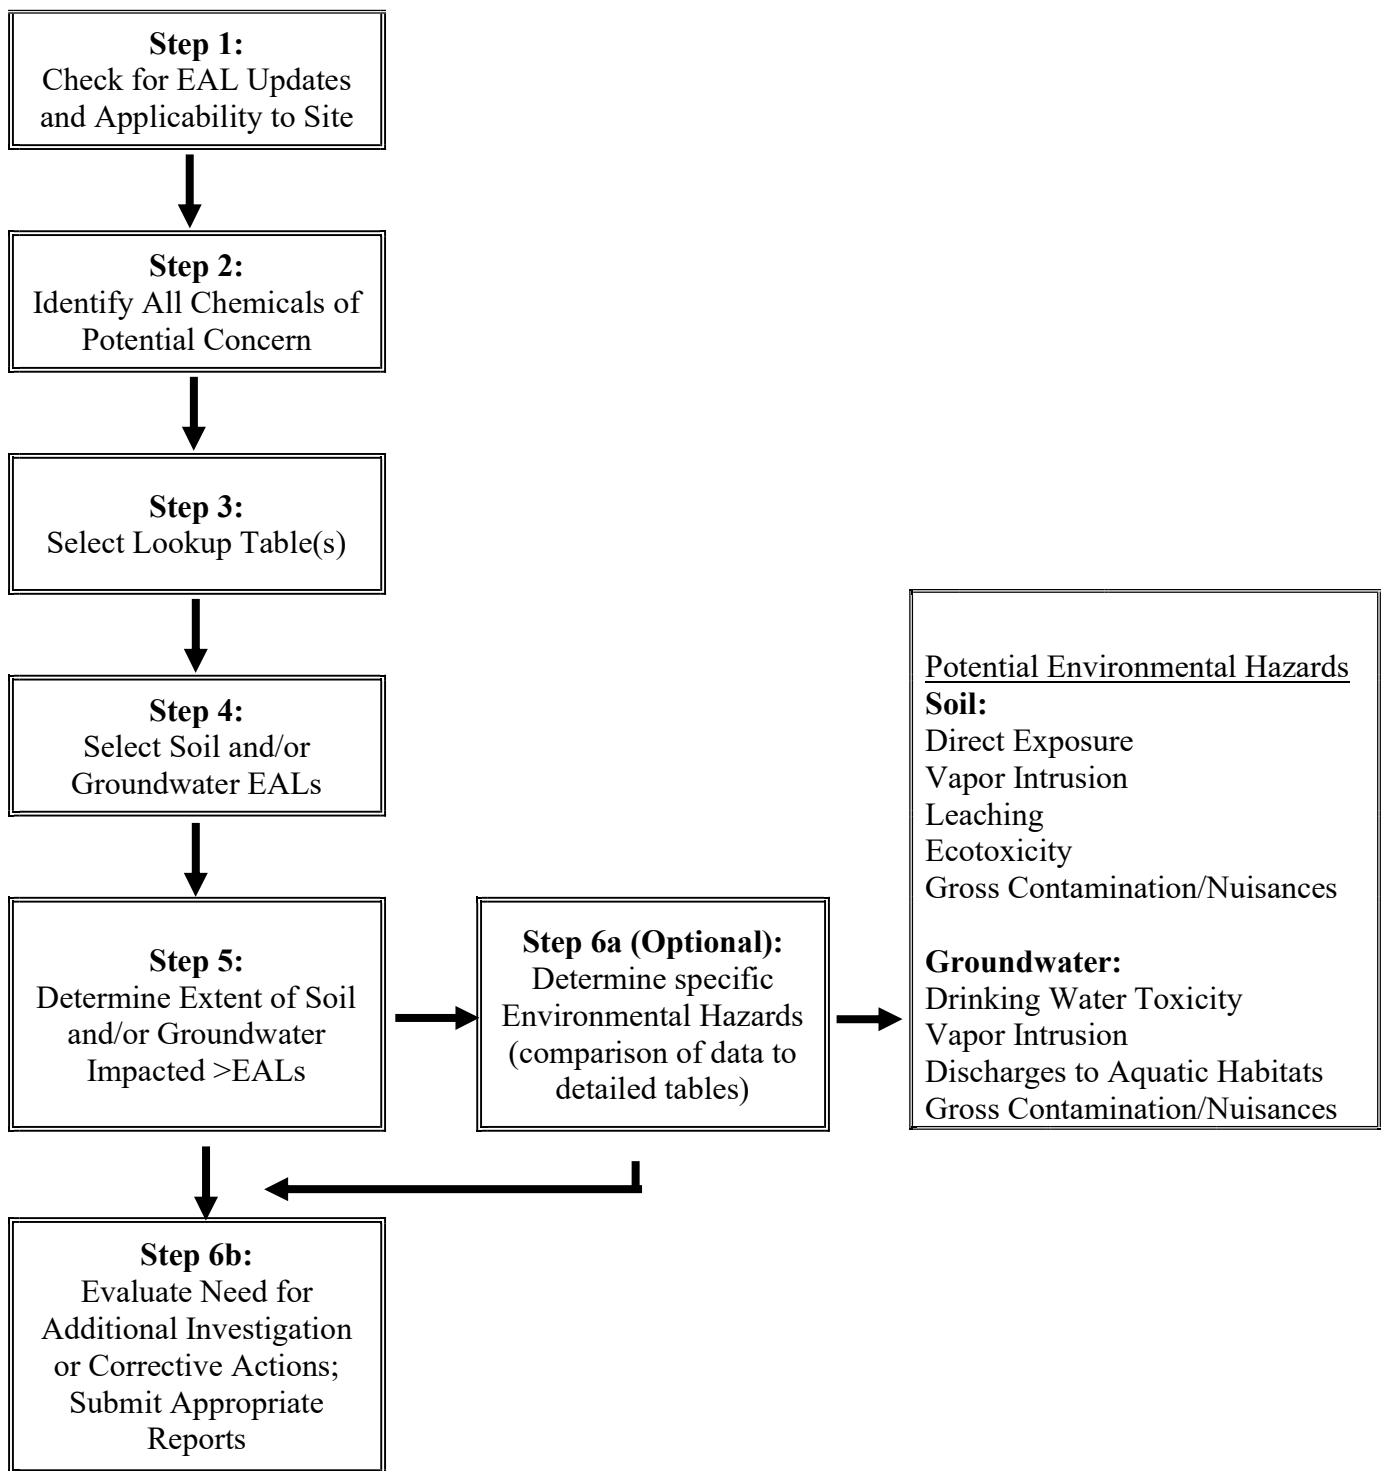 Step 1:
Check for EAL Updates
and Applicability to Site
Step 2:
Identify All Chemicals of
Potential Concern
Step 3:
Select Lookup Table(s)
Step 4:
Select Soil and/or
Groundwater EALs
Step 5:
Determine Extent of Soil
and/or Groundwater
Impacted >EALs
Step 6a (Optional):
Determine specific
Environmental Hazards
(comparison of data to
detailed tables)
Potential Environmental Hazards
Soil:
Direct Exposure
Vapor Intrusion
Leaching
Ecotoxicity
Gross Contamination/Nuisances
Groundwater:
Drinking Water Toxicity
Vapor Intrusion
Discharges to Aquatic Habitats
Gross Contamination/Nuisances
Step 6b:
Evaluate Need for
Additional Investigation
or Corrective Actions;
Submit Appropriate
Reports